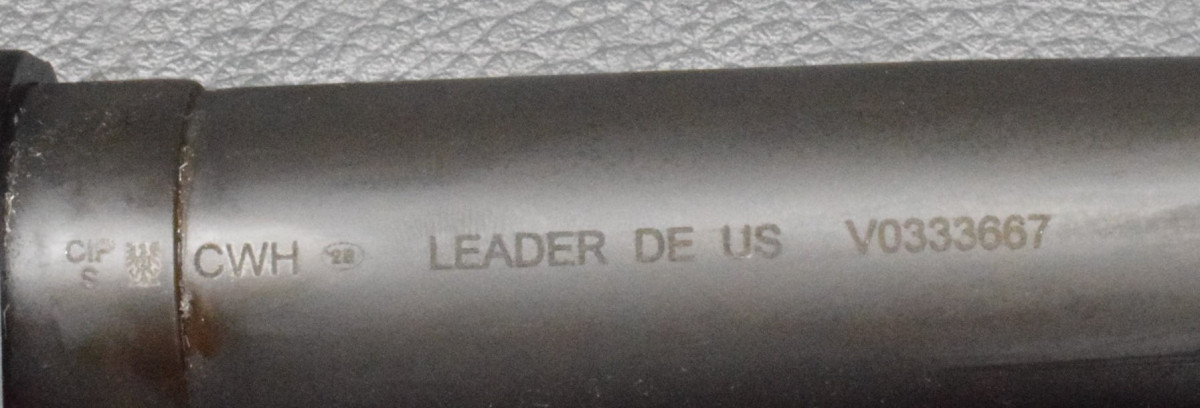 CIP CWH 28 LEADER DE US V0333667
S